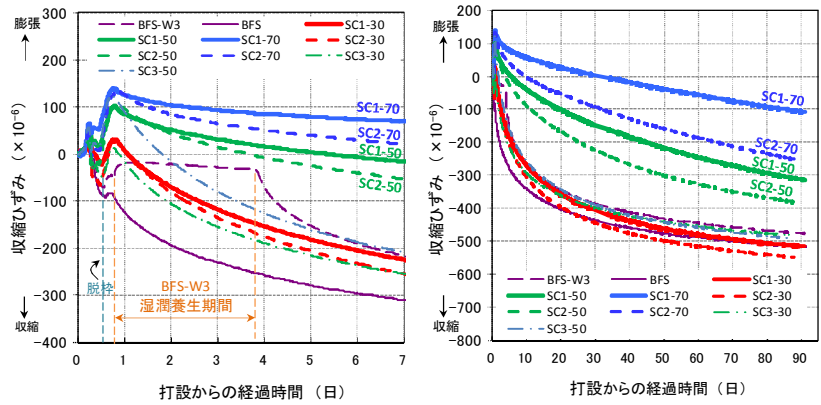 膨張
収縮
収縮ひずみ（×10⁻⁶）
300
200
100
0
-100
-200
-300
-400
BFS-W3
BFS
SC1-30
SC1-50
SC1-70
SC2-30
SC2-50
SC2-70
SC3-30
SC3-50
SC1-70
SC2-70
SC1-50
SC2-50
脱枠
BFS-W3
湿潤養生期間
0 1 2 3 4 5 6 7
打設からの経過時間（日）
膨張
収縮
収縮ひずみ（×10⁻⁶）
200
100
0
-100
-200
-300
-400
-500
-600
-700
-800
SC1-70
SC2-70
SC1-50
SC2-50
BFS-W3
BFS
SC1-30
SC1-50
SC1-70
SC2-30
SC2-50
SC2-70
SC3-30
SC3-50
0 10 20 30 40 50 60 70 80 90
打設からの経過時間（日）